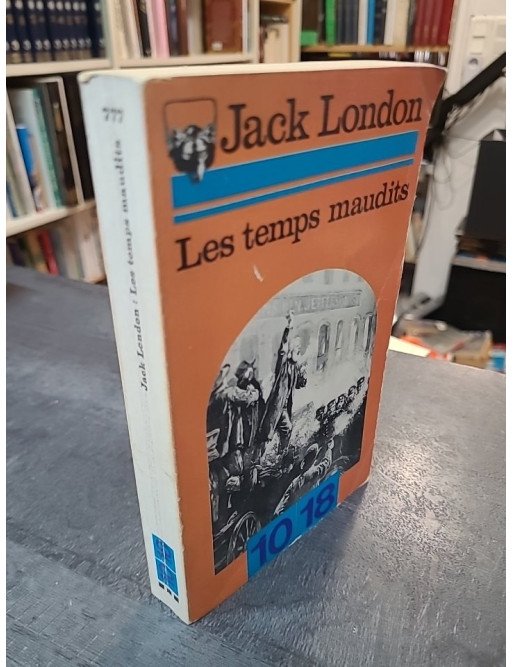 Jack London
Les temps maudits
10 18
777
Jack London : Les temps maudits